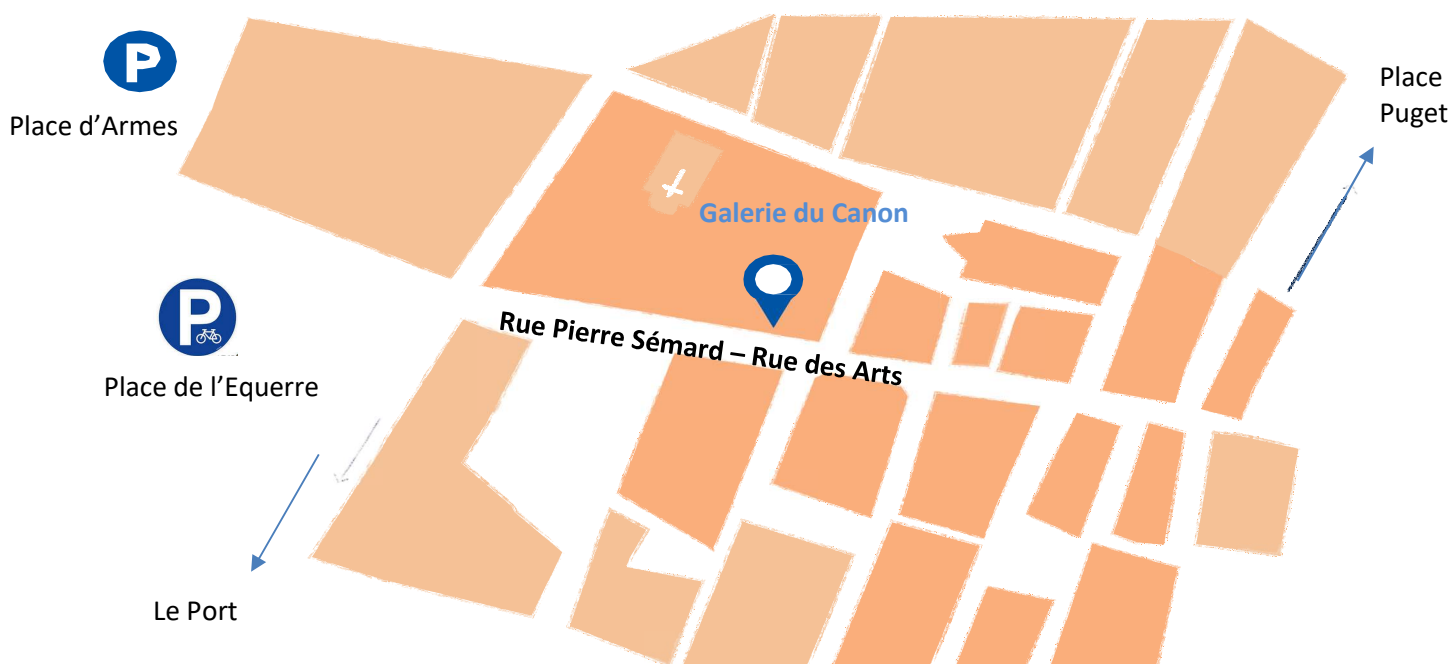 P
Place d’Armes
Place
Puget
Galerie du Canon
P
Rue Pierre Sémard – Rue des Arts
Place de l’Equerre
Le Port